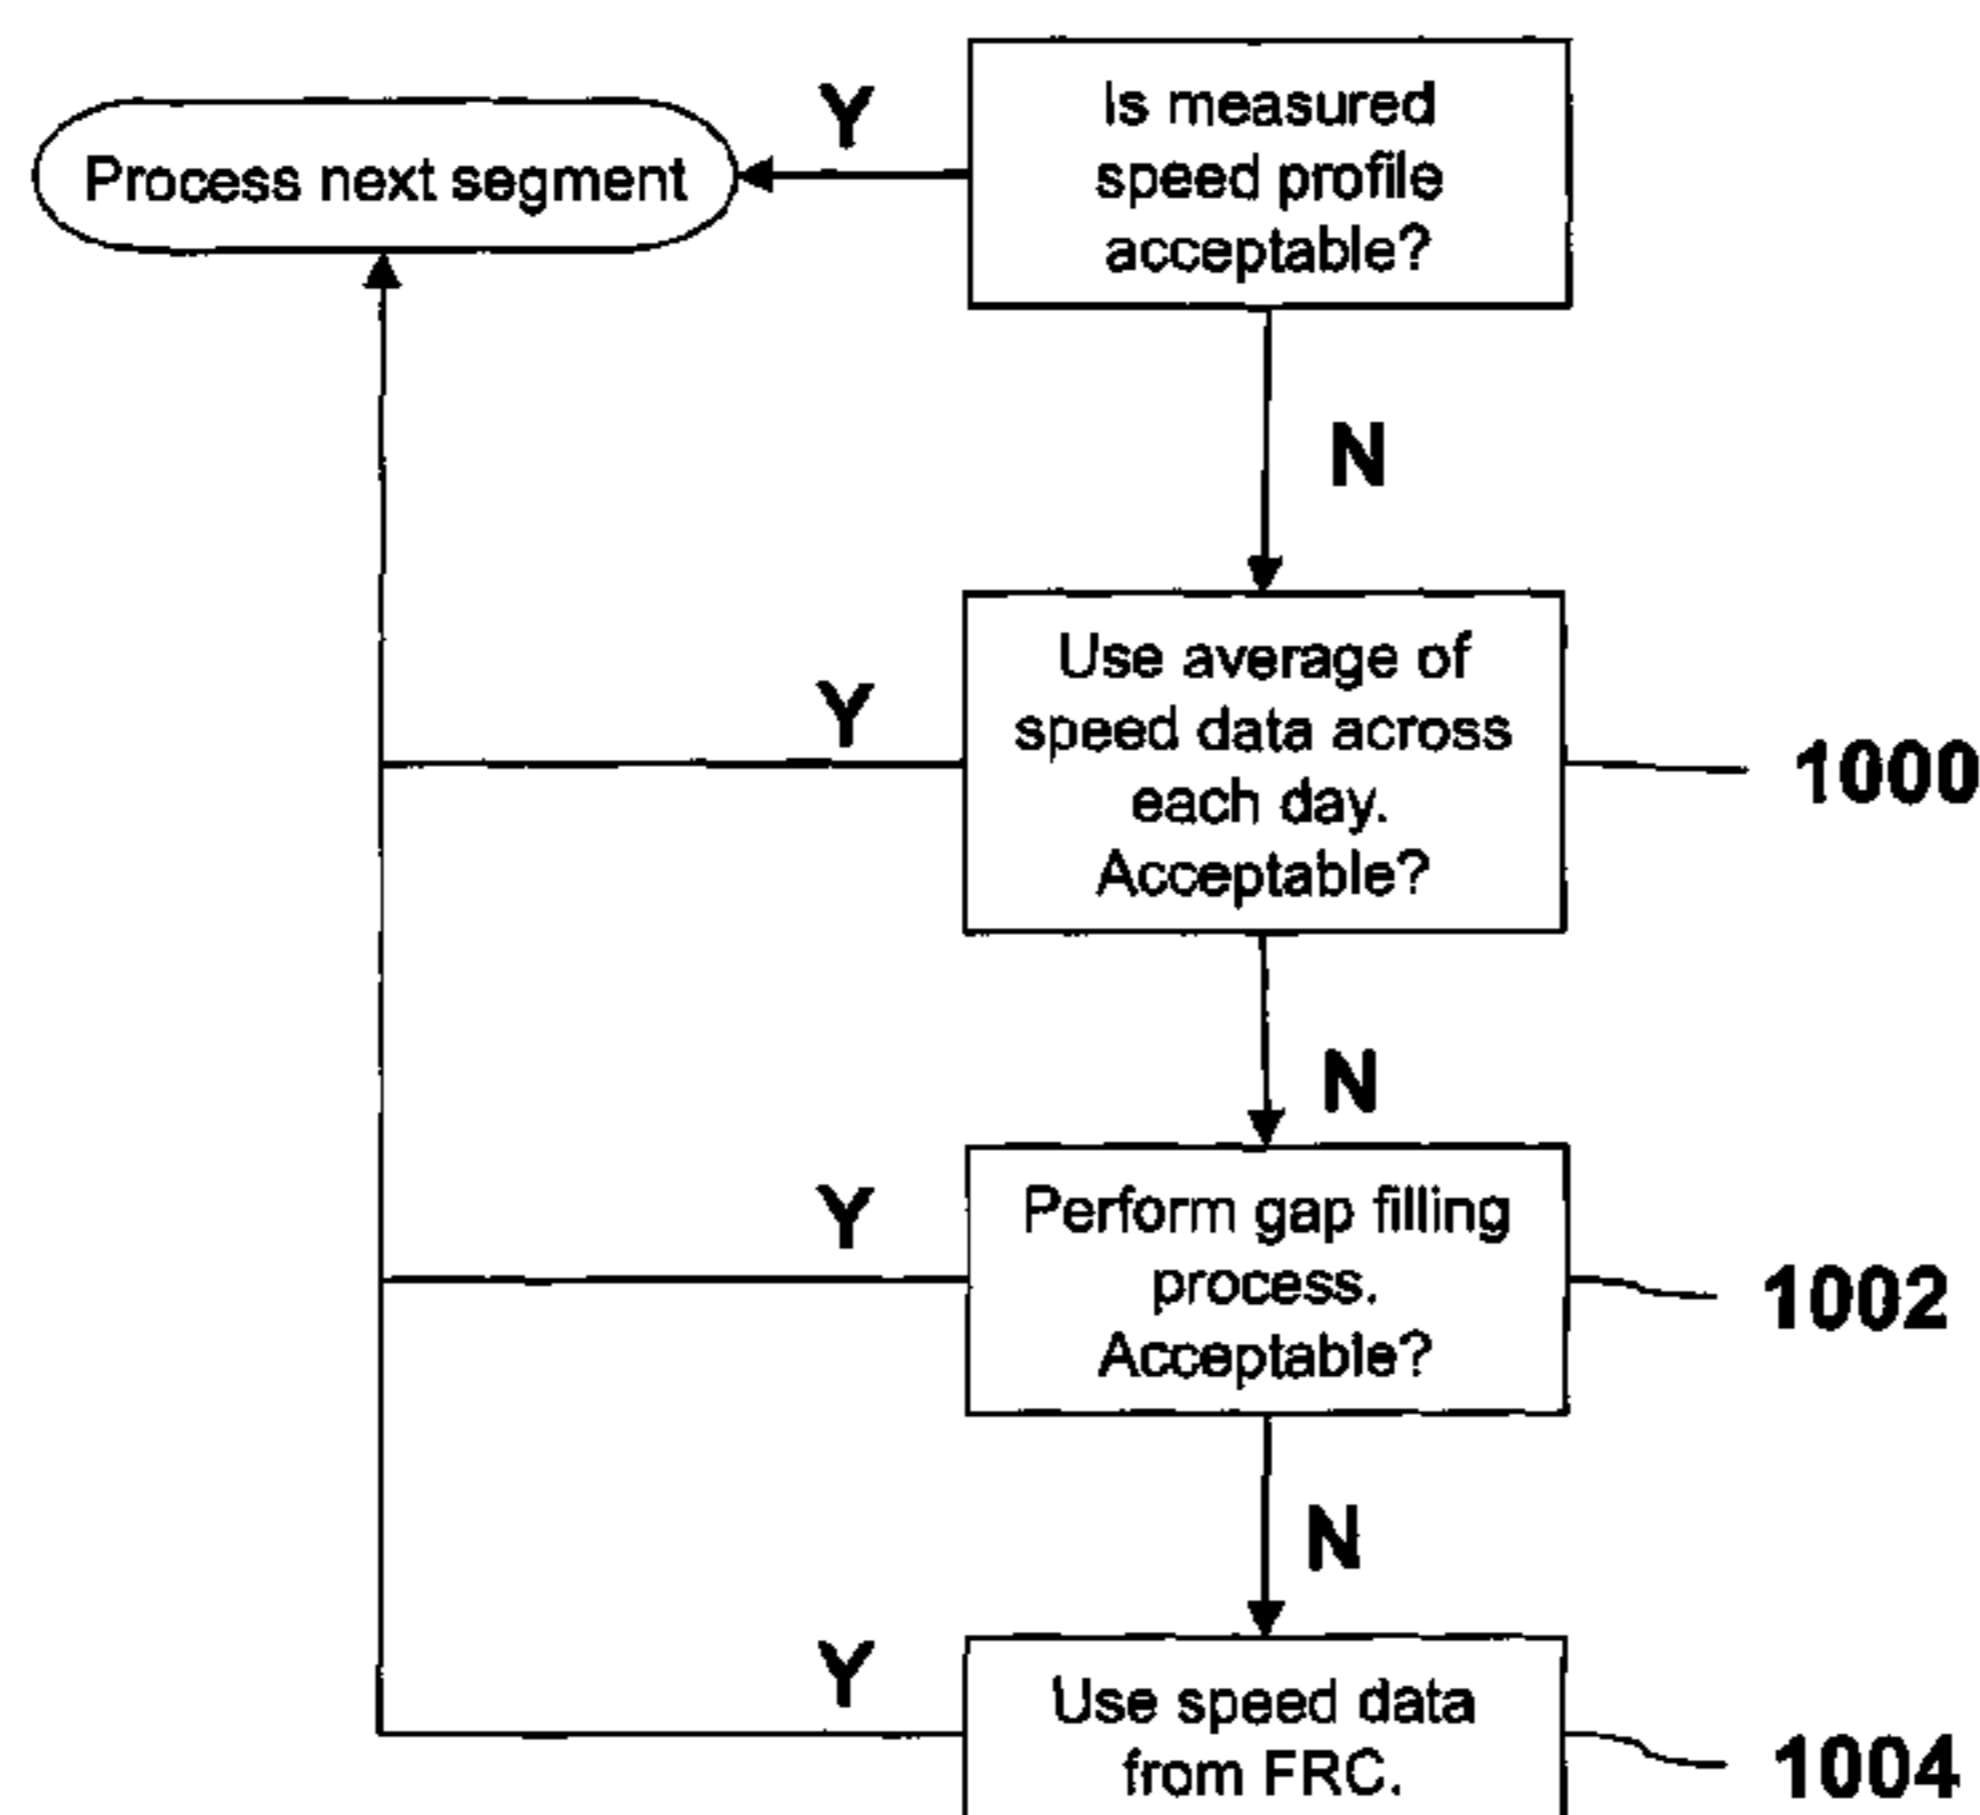 Process next segment
Y
Is measured
speed profile
acceptable?
N
Use average of
speed data across
each day.
Acceptable?
Y
1000
N
Perform gap filling
process.
Acceptable?
Y
1002
N
Use speed data
from FRC.
Y
1004